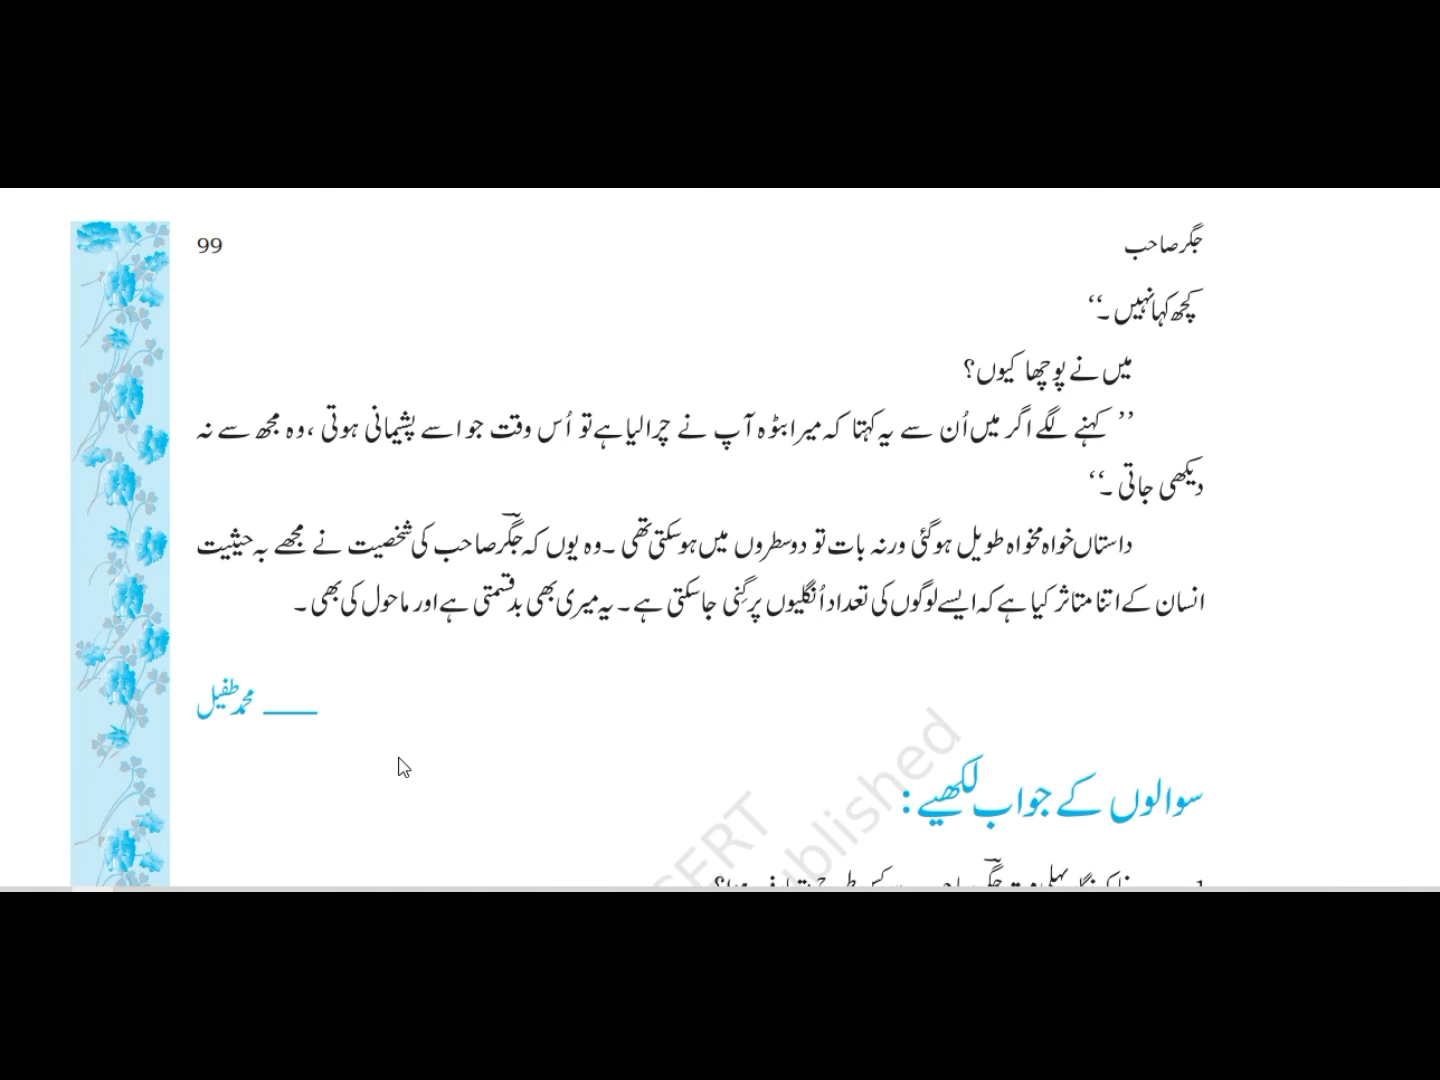 جگر صاحب
99
کچھ کہا نہیں ۔‘‘
میں نے پوچھا کیوں؟
’’ کہنے لگے اگر میں اُن سے یہ کہتا کہ میرا بٹوہ آپ نے چرالیا ہے تو اُس وقت جو اسے پشیمانی ہوتی ، وہ مجھ سے نہ
دیکھی جاتی ۔‘‘
داستاں خواہ مخواہ طویل ہوگئی ورنہ بات تو دو سطروں میں ہوسکتی تھی ۔ وہ یوں کہ جگرؔ صاحب کی شخصیت نے مجھے بہ حیثیت
انسان کے اتنا متاثر کیا ہے کہ ایسے لوگوں کی تعداد اُنگلیوں پر گِنی جاسکتی ہے ۔ یہ میری بھی بدقسمتی ہے اور ماحول کی بھی ۔
___ محمد طفیل
سوالوں کے جواب لکھیے :